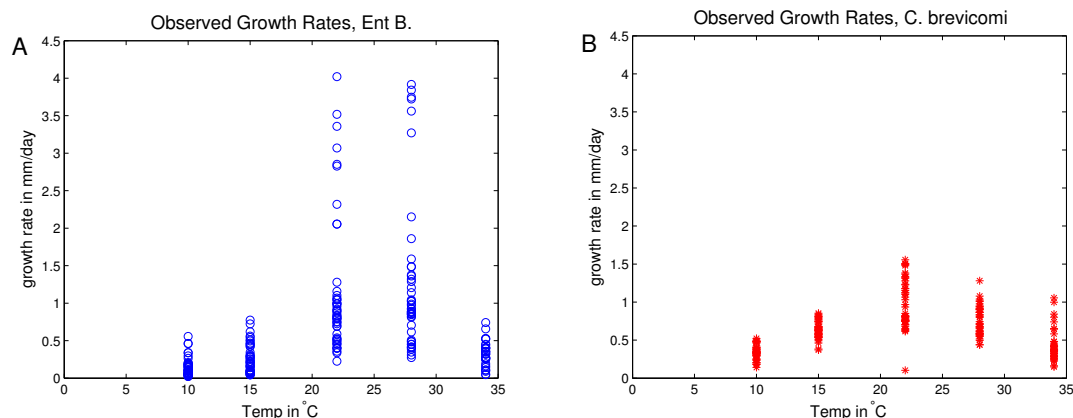 A
Observed Growth Rates, Ent B.
4.5
4
3.5
3
2.5
2
1.5
1
0.5
0
growth rate in mm/day
0 5 10 15 20 25 30 35
Temp in °C
B
Observed Growth Rates, C. brevicomi
4.5
4
3.5
3
2.5
2
1.5
1
0.5
0
growth rate in mm/day
0 5 10 15 20 25 30 35
Temp in °C